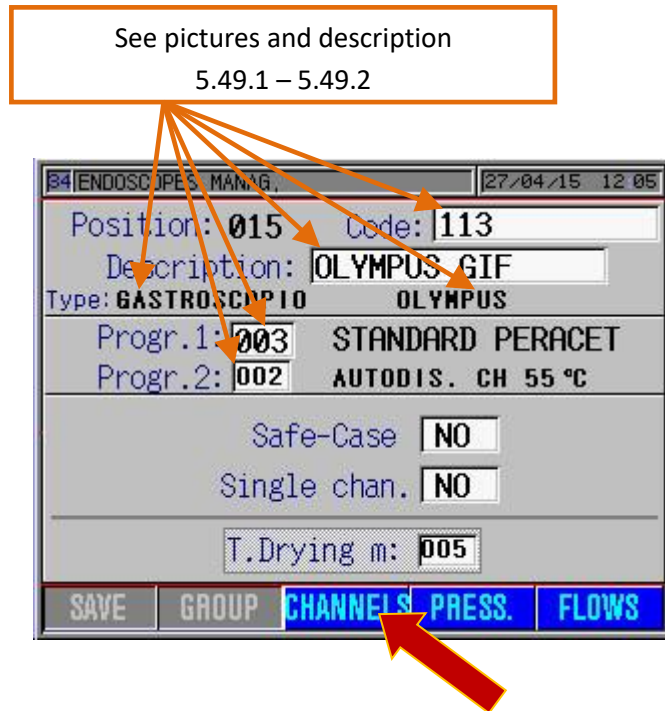 See pictures and description
5.49.1 – 5.49.2
34 ENDOSCOPES MANAG, 27/04/15 12:05
Position: 015 Code: 113
Description: OLYMPUS GIF
Type: GASTROSCOPIO OLYMPUS
Progr.1: 003 STANDARD PERACET
Progr.2: 002 AUTODIS. CH 55 °C
Safe-Case NO
Single chan. NO
T.Drying m: 005
SAVE GROUP CHANNELS PRESS. FLOWS